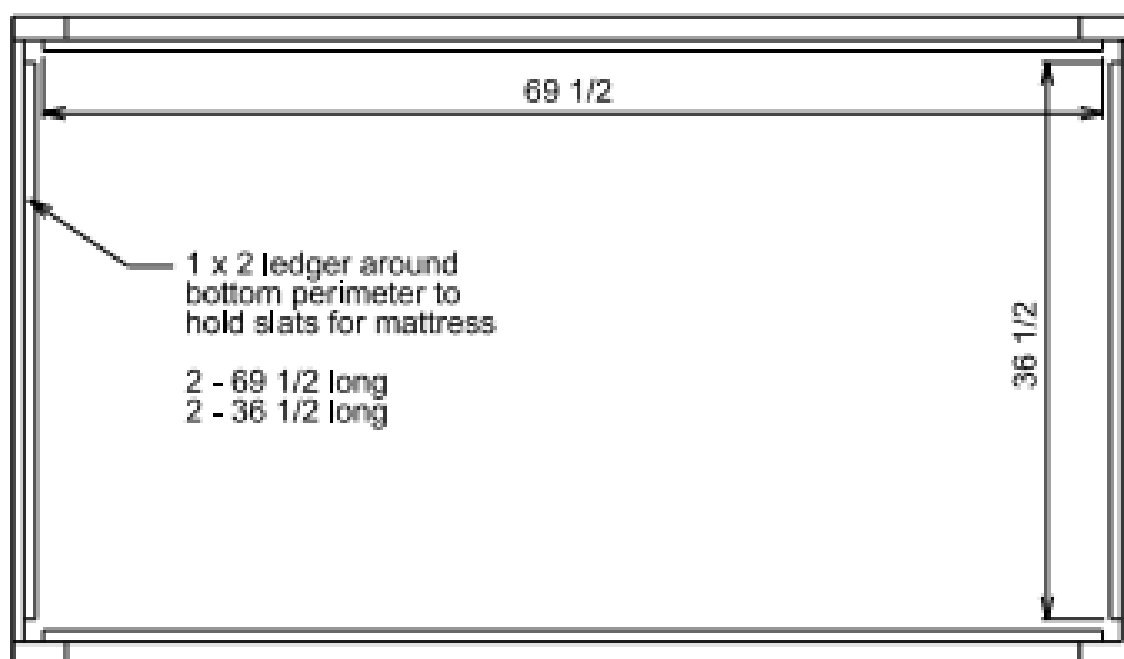 69 1/2
1 x 2 ledger around
bottom perimeter to
hold slats for mattress
2 - 69 1/2 long
2 - 36 1/2 long
36 1/2